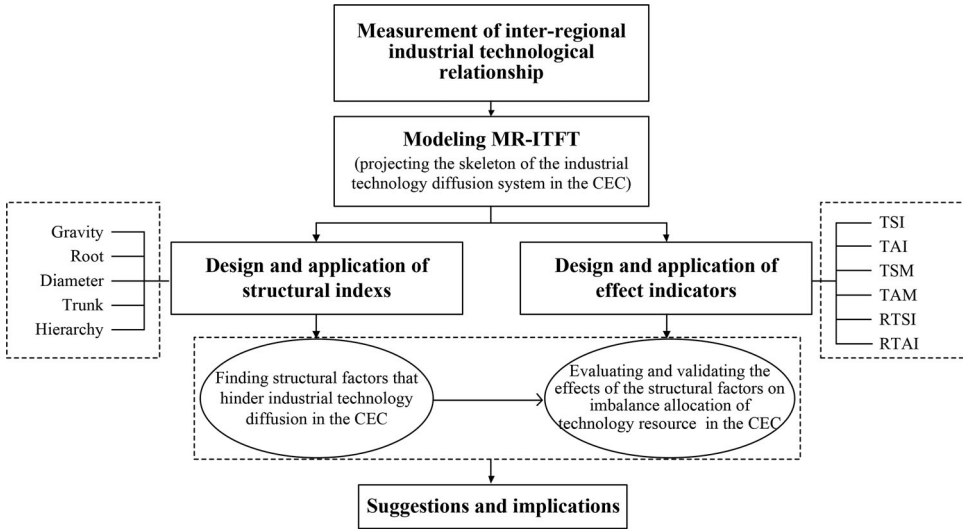 Measurement of inter-regional
industrial technological
relationship
Modeling MR-ITFT
(projecting the skeleton of the industrial
technology diffusion system in the CEC)
Gravity
Root
Diameter
Trunk
Hierarchy
Design and application of
structural indexs
Design and application of
effect indicators
TSI
TAI
TSM
TAM
RTSI
RTAI
Finding structural factors that
hinder industrial technology
diffusion in the CEC
Evaluating and validating the
effects of the structural factors on
imbalance allocation of
technology resource in the CEC
Suggestions and implications